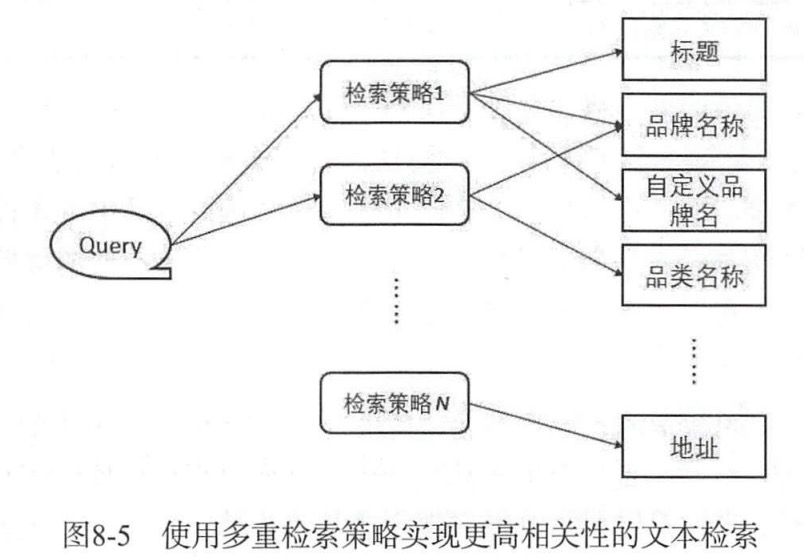 标题
检索策略1
品牌名称
检索策略2
自定义品
牌名
Query
品类名称
检索策略N
地址
图8-5 使用多重检索策略实现更高相关性的文本检索